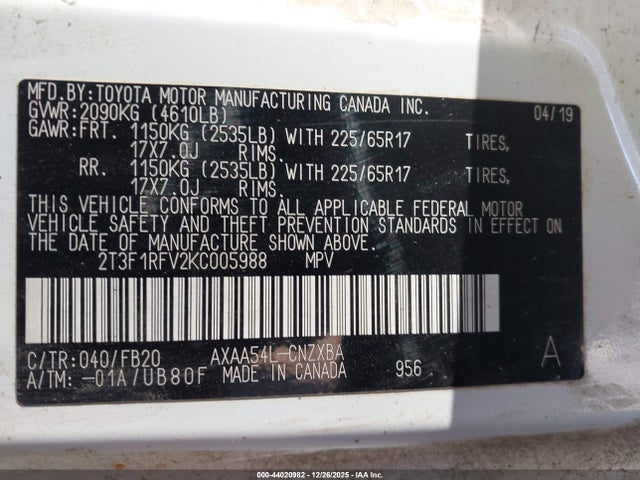 MFD.BY:TOYOTA MOTOR MANUFACTURING CANADA INC.
GVWR:2090KG (4610LB) 04/19
GAWR:FRT. 1150KG (2535LB) WITH 225/65R17 TIRES,
17X7.0J RIMS.
RR. 1150KG (2535LB) WITH 225/65R17 TIRES,
17X7.0J RIMS.
THIS VEHICLE CONFORMS TO ALL APPLICABLE FEDERAL MOTOR
VEHICLE SAFETY AND THEFT PREVENTION STANDARDS IN EFFECT ON
THE DATE OF MANUFACTURE SHOWN ABOVE.
2T3F1RFV2KC005988 MPV
C/TR:040/FB20 AXAA54L-CNZXBA A
A/TM:-01A/UB80F MADE IN CANADA 956
000-44020982 - 12/26/2025 - IAA Inc.